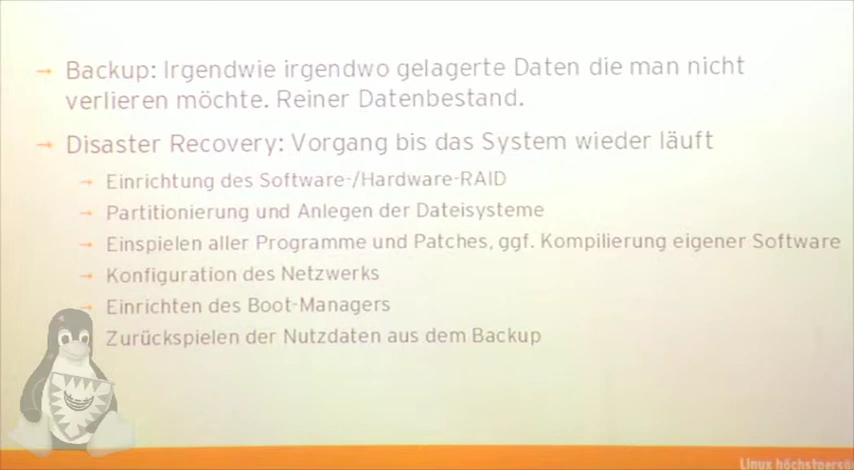 → Backup: Irgendwie irgendwo gelagerte Daten die man nicht
verlieren möchte. Reiner Datenbestand.
→ Disaster Recovery: Vorgang bis das System wieder läuft
→ Einrichtung des Software-/Hardware-RAID
→ Partitionierung und Anlegen der Dateisysteme
→ Einspielen aller Programme und Patches, ggf. Kompilierung eigener Software
→ Konfiguration des Netzwerks
→ Einrichten des Boot-Managers
Zurückspielen der Nutzdaten aus dem Backup
Linux